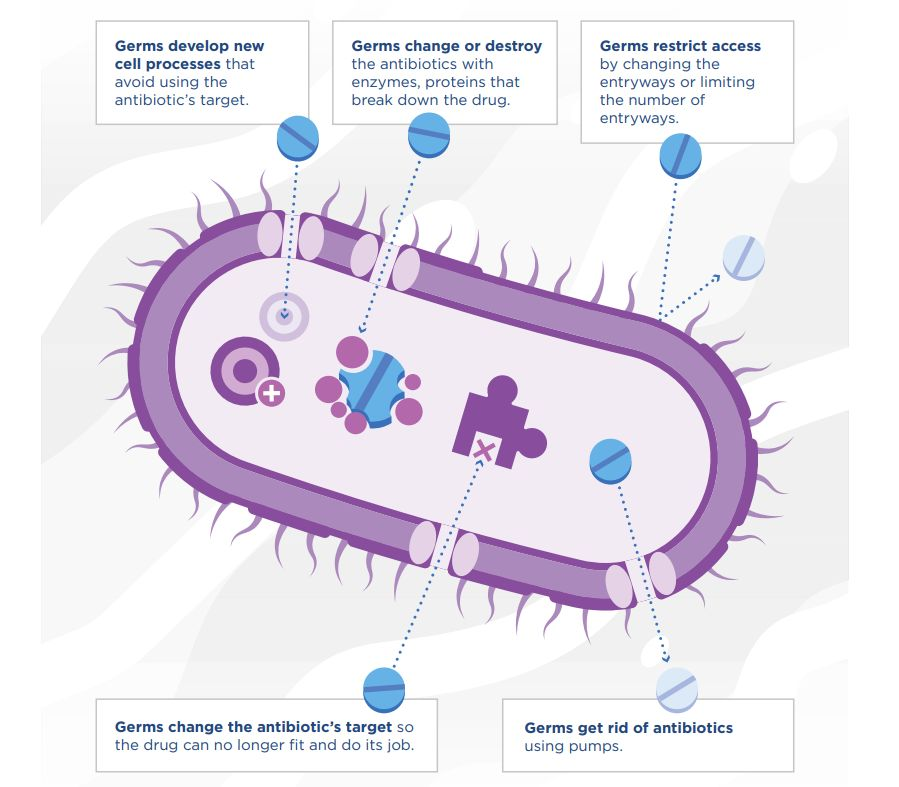 Germs develop new
cell processes that
avoid using the
antibiotic's target.
Germs change or destroy
the antibiotics with
enzymes, proteins that
break down the drug.
Germs restrict access
by changing the
entryways or limiting
the number of
entryways.
Germs change the antibiotic's target so
the drug can no longer fit and do its job.
Germs get rid of antibiotics
using pumps.